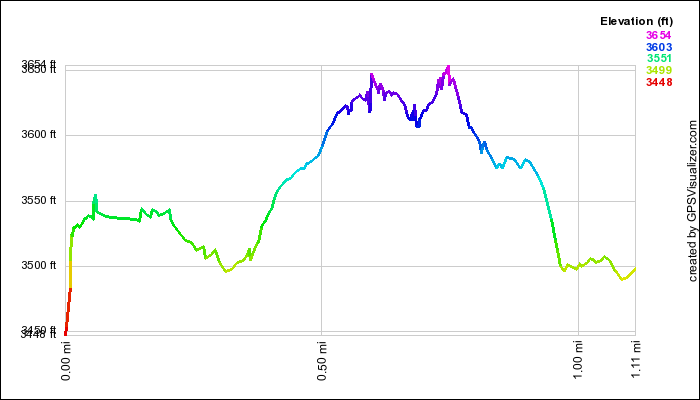 Elevation (ft)
3654
3603
3551
3499
3448
3654 ft
3650 ft
3600 ft
3550 ft
3500 ft
3450 ft
3448 ft
0.00 mi
0.50 mi
1.00 mi
1.11 mi
created by GPSVisualizer.com